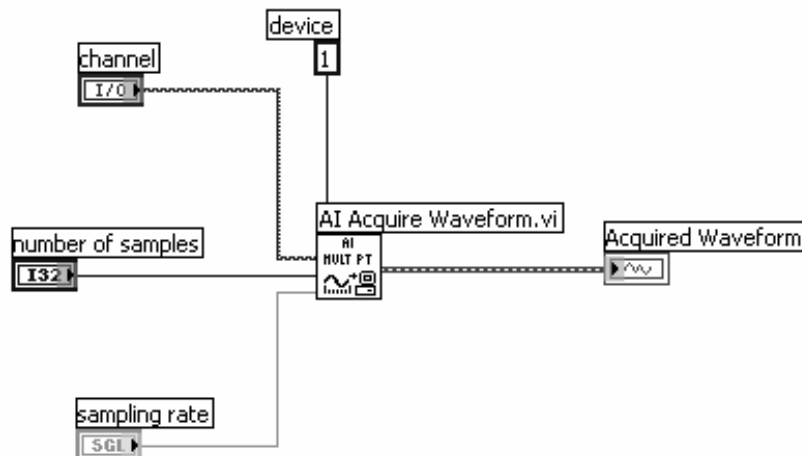 device
1
channel
I/O
AI Acquire Waveform.vi
number of samples
AI
MULT PT
Acquired Waveform
I32
sampling rate
SGL